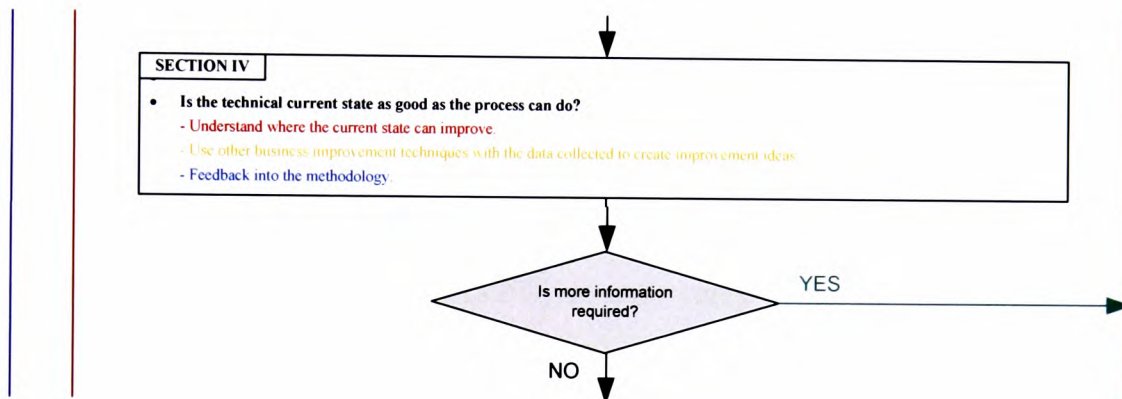 SECTION IV
• Is the technical current state as good as the process can do?
- Understand where the current state can improve.
- Use other business improvement techniques with the data collected to create improvement ideas
- Feedback into the methodology.
Is more information
required?
YES
NO